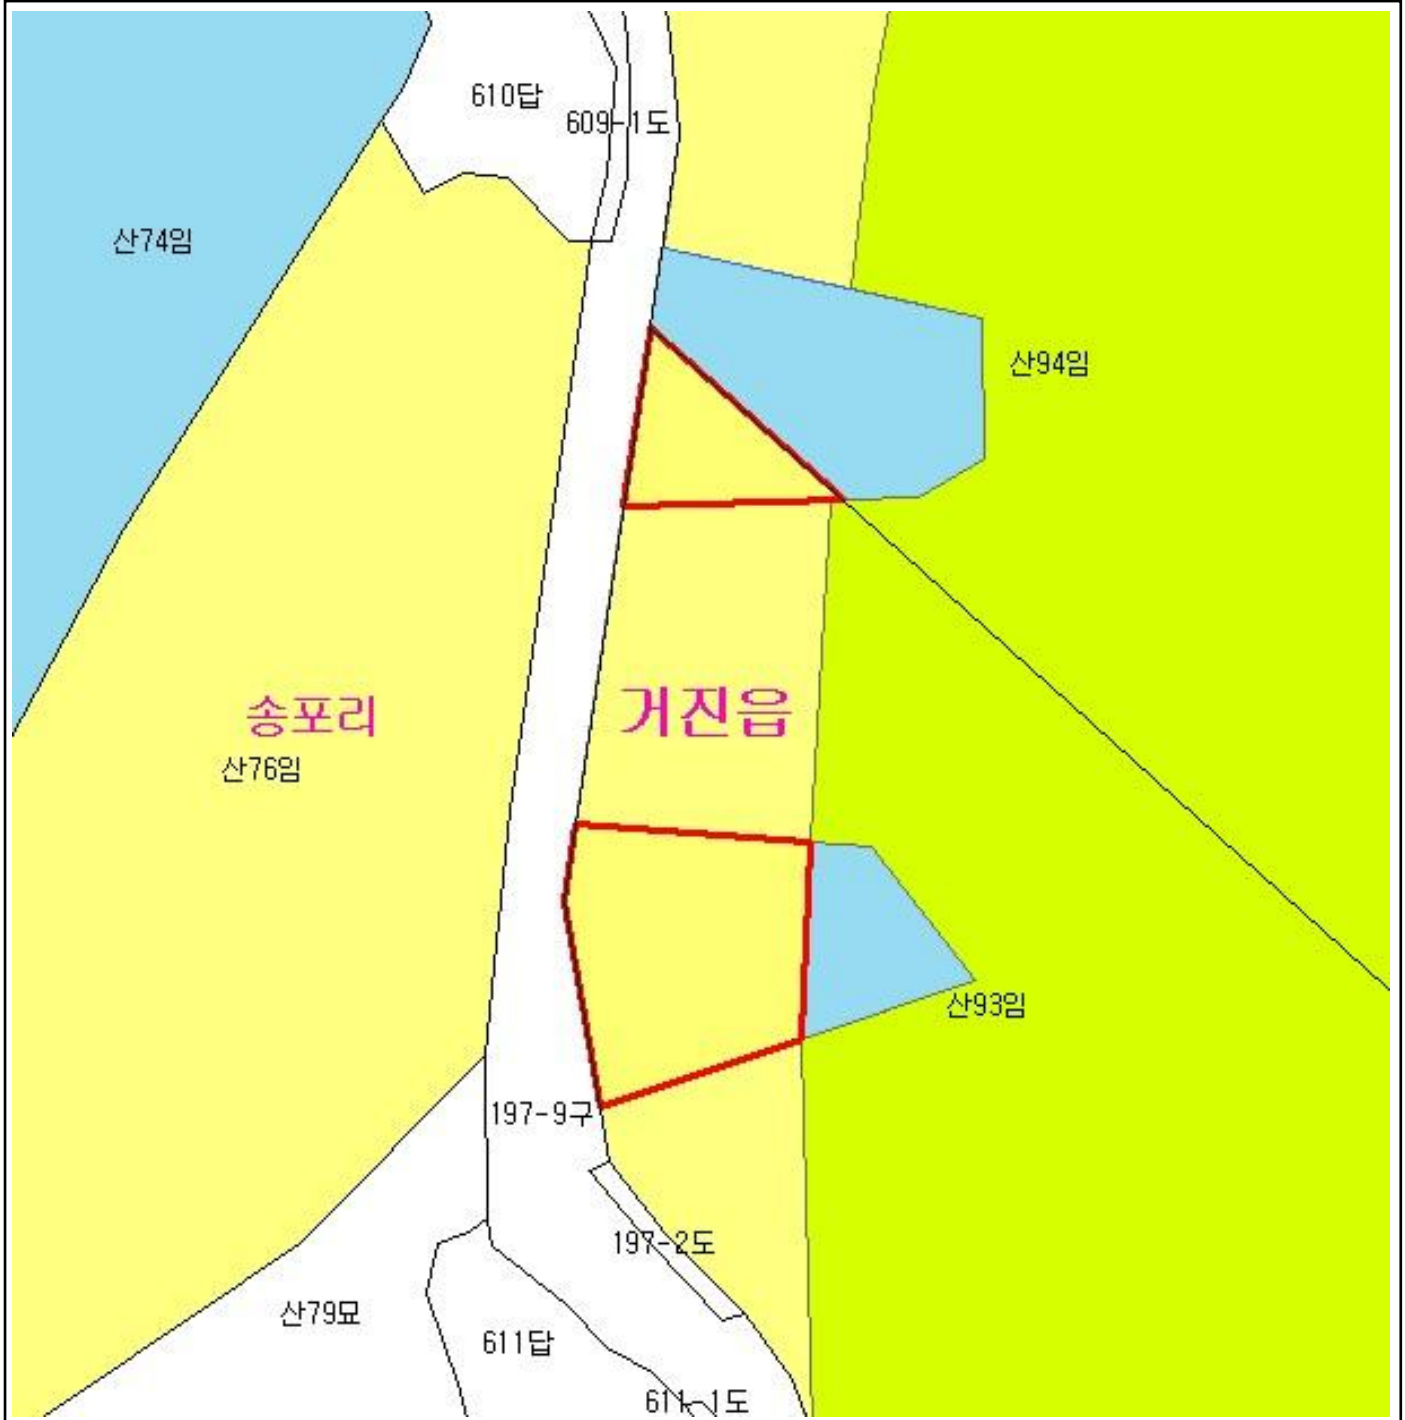 610답
609-1도
산74임
산94임
송포리
거진읍
산76임
산93임
197-9구
197-2도
산79묘
611답
611-1도